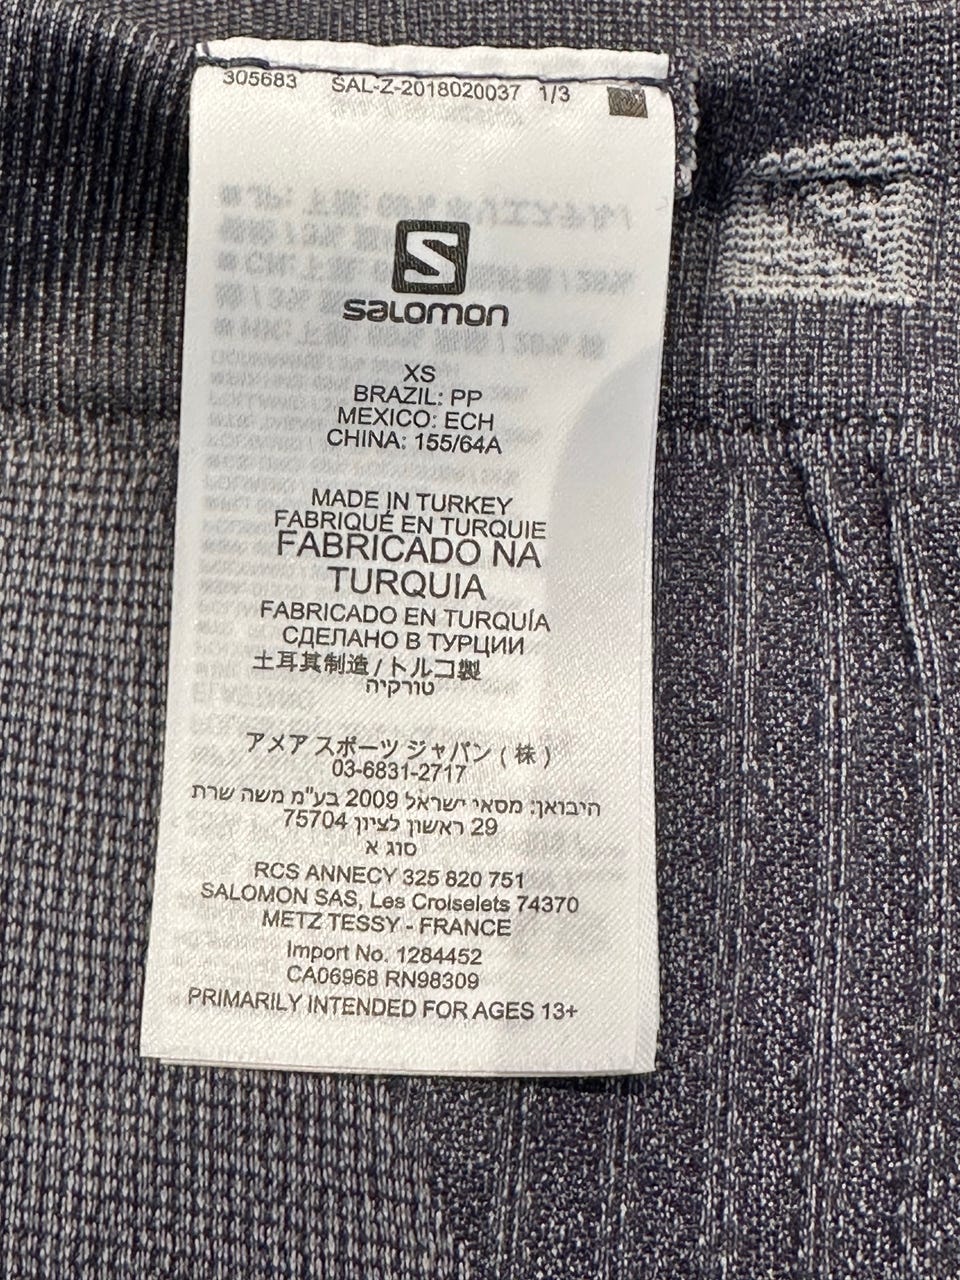 305683 SAL-Z-2018020037 1/3
S
salomon
XS
BRAZIL: PP
MEXICO: ECH
CHINA: 155/64A
MADE IN TURKEY
FABRIQUÉ EN TURQUIE
FABRICADO NA
TURQUIA
FABRICADO EN TURQUÍA
СДЕЛАНО В ТУРЦИИ
土耳其制造 / トルコ製
טורקיה
アメア スポーツ ジャパン ( 株 )
03-6831-2717
היבואן: מסאי ישראל 2009 בע"מ משה שרת
29 ראשון לציון 75704
סוג א
RCS ANNECY 325 820 751
SALOMON SAS, Les Croiselets 74370
METZ TESSY - FRANCE
Import No. 1284452
CA06968 RN98309
PRIMARILY INTENDED FOR AGES 13+